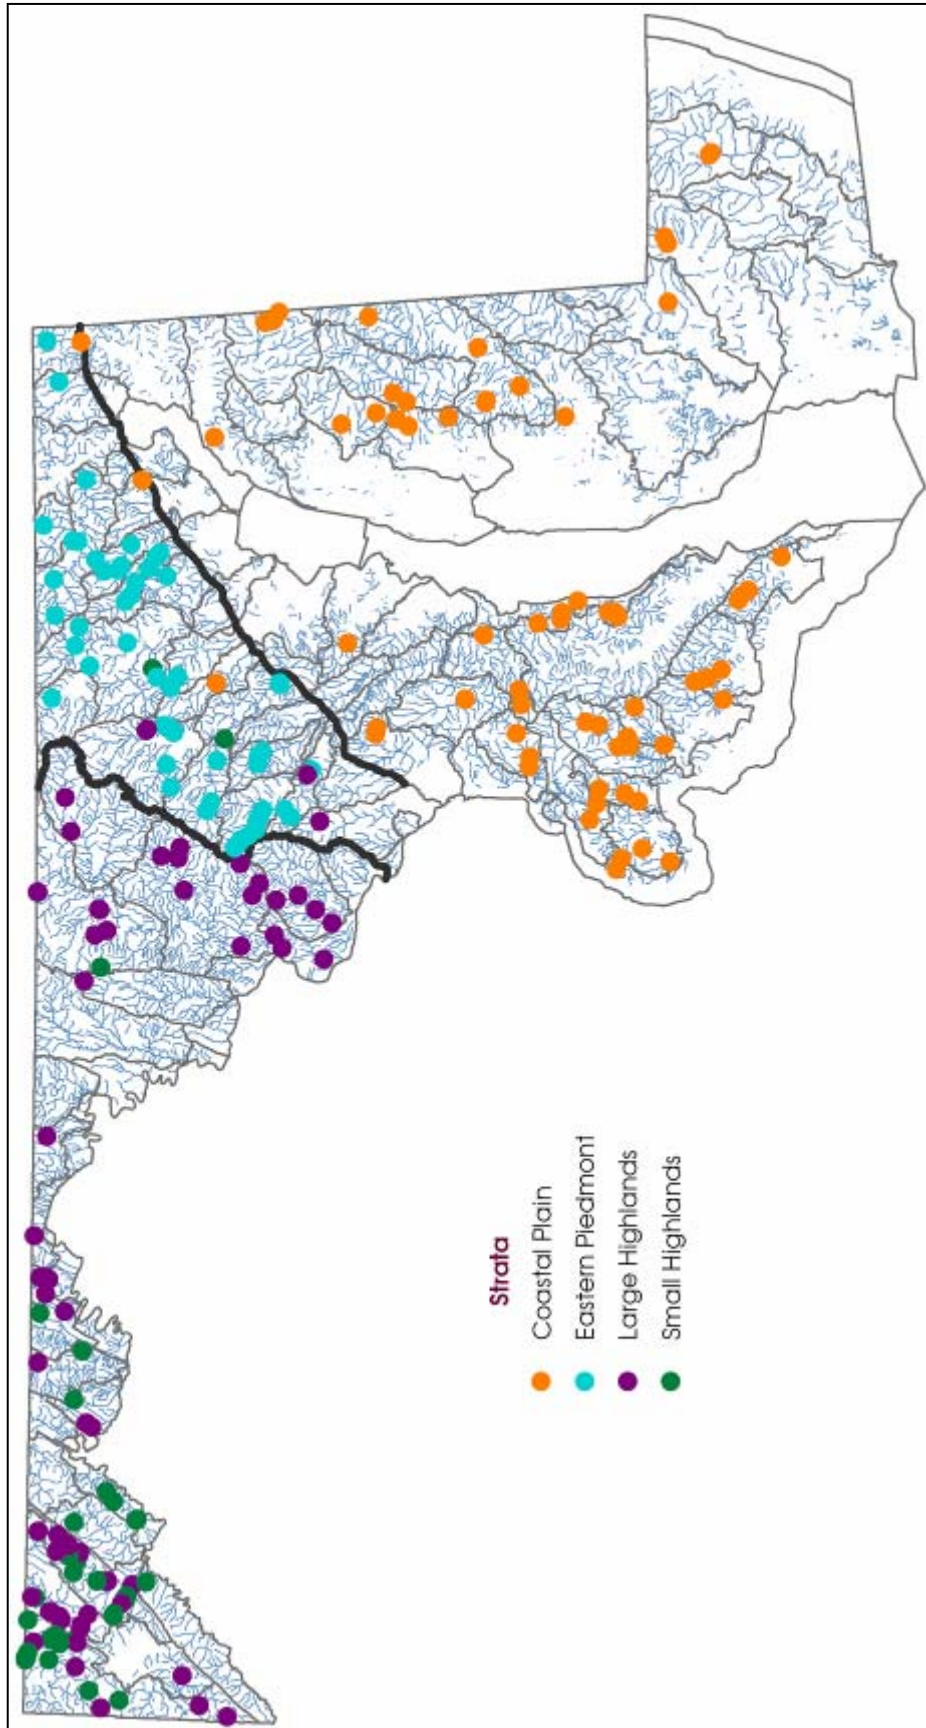 Strata
Coastal Plain
Eastern Piedmont
Large Highlands
Small Highlands